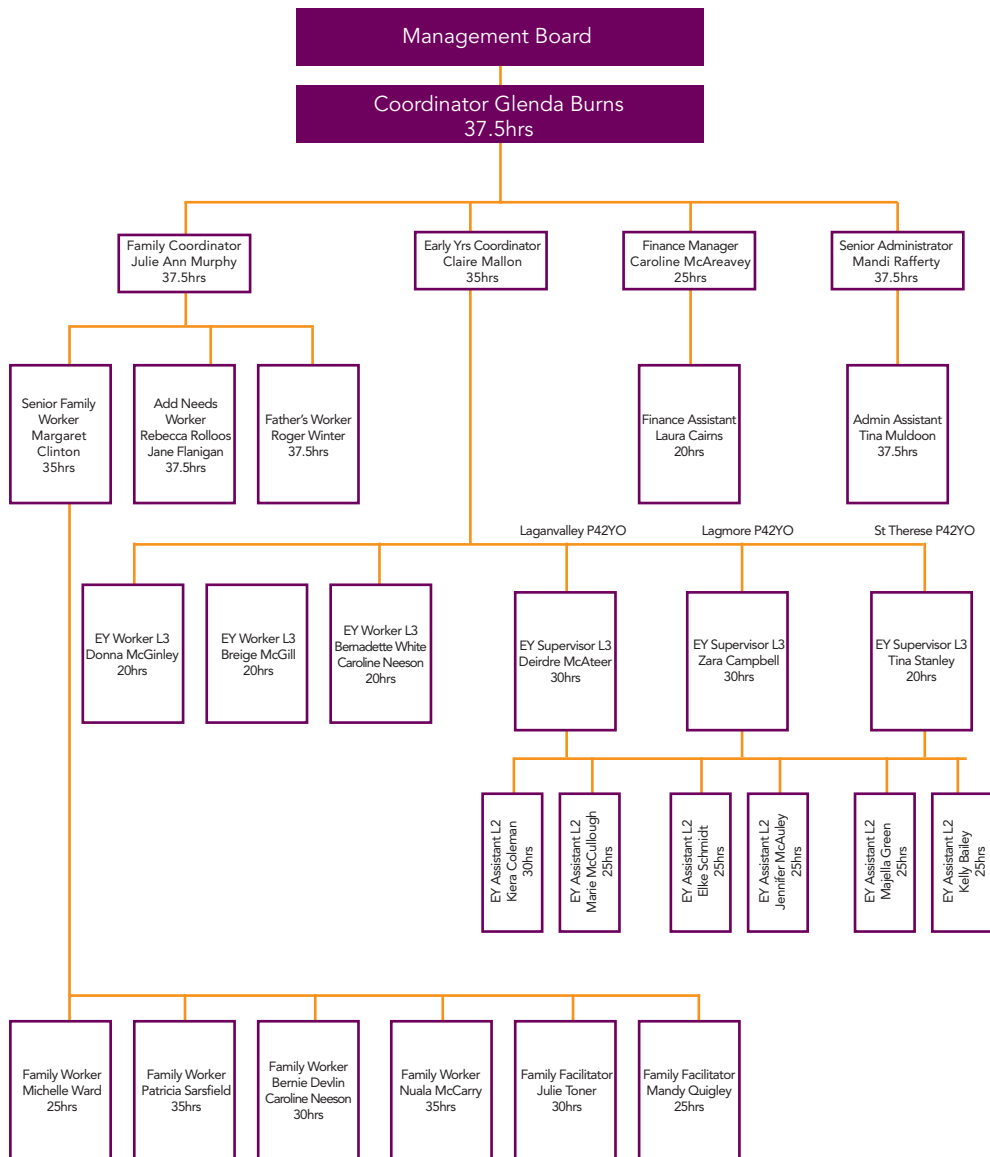 Management Board
Coordinator Glenda Burns
37.5hrs
Family Coordinator
Julie Ann Murphy
37.5hrs
Early Yrs Coordinator
Claire Mallon
35hrs
Finance Manager
Caroline McAreavey
25hrs
Senior Administrator
Mandi Rafferty
37.5hrs
Senior Family
Worker
Margaret
Clinton
35hrs
Add Needs
Worker
Rebecca Rolloos
Jane Flanigan
37.5hrs
Father's Worker
Roger Winter
37.5hrs
Finance Assistant
Laura Cairns
20hrs
Admin Assistant
Tina Muldoon
37.5hrs
Laganvalley P42YO
Lagmore P42YO
St Therese P42YO
EY Worker L3
Donna McGinley
20hrs
EY Worker L3
Breige McGill
20hrs
EY Worker L3
Bernadette White
Caroline Neeson
20hrs
EY Supervisor L3
Deirdre McAteer
30hrs
EY Supervisor L3
Zara Campbell
30hrs
EY Supervisor L3
Tina Stanley
20hrs
EY Assistant L2
Kiera Coleman
30hrs
EY Assistant L2
Marie McCullough
25hrs
EY Assistant L2
Elke Schmidt
25hrs
EY Assistant L2
Jennifer McAuley
25hrs
EY Assistant L2
Majella Green
25hrs
EY Assistant L2
Kelly Bailey
25hrs
Family Worker
Michelle Ward
25hrs
Family Worker
Patricia Sarsfield
35hrs
Family Worker
Bernie Devlin
Caroline Neeson
30hrs
Family Worker
Nuala McCarry
35hrs
Family Facilitator
Julie Toner
30hrs
Family Facilitator
Mandy Quigley
25hrs